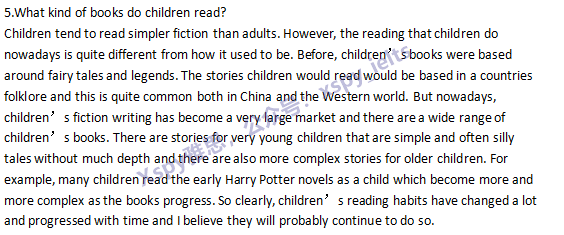 5.What kind of books do children read?
Children tend to read simpler fiction than adults. However, the reading that children do
nowadays is quite different from how it used to be. Before, children’s books were based
around fairy tales and legends. The stories children would read would be based in a countries
folklore and this is quite common both in China and the Western world. But nowadays,
children’s fiction writing has become a very large market and there are a wide range of
children’s books. There are stories for very young children that are simple and often silly
tales without much depth and there are also more complex stories for older children. For
example, many children read the early Harry Potter novels as a child which become more and
more complex as the books progress. So clearly, children’s reading habits have changed a lot
and progressed with time and I believe they will probably continue to do so.